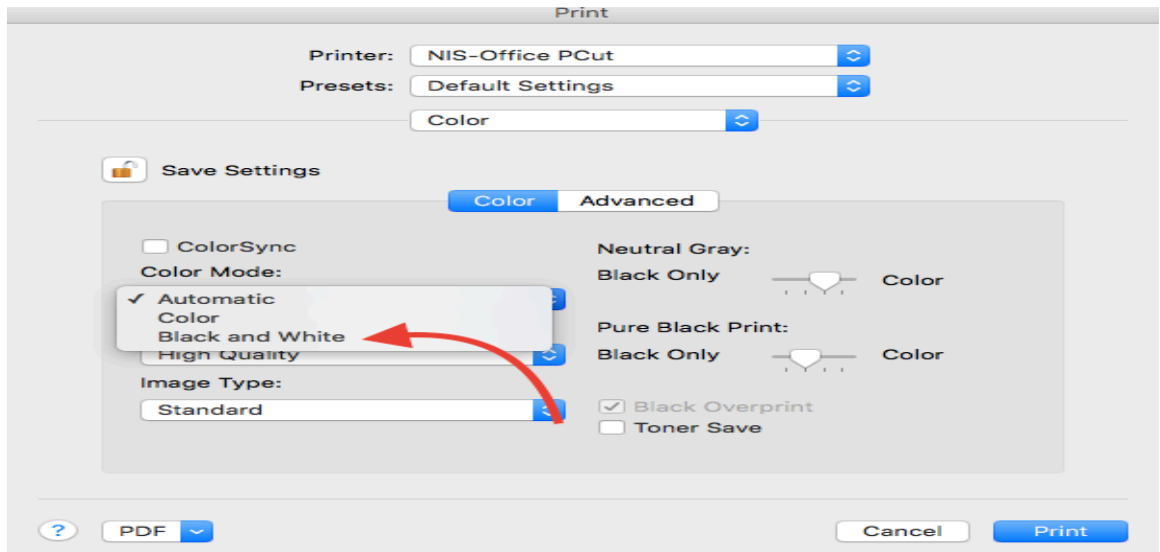 Print
Printer: NIS-Office PCut
Presets: Default Settings
Color
Save Settings
Color Advanced
ColorSync
Color Mode:
✓ Automatic
Color
Black and White
High Quality
Image Type:
Standard
Neutral Gray:
Black Only Color
Pure Black Print:
Black Only Color
Black Overprint
Toner Save
? PDF Cancel Print